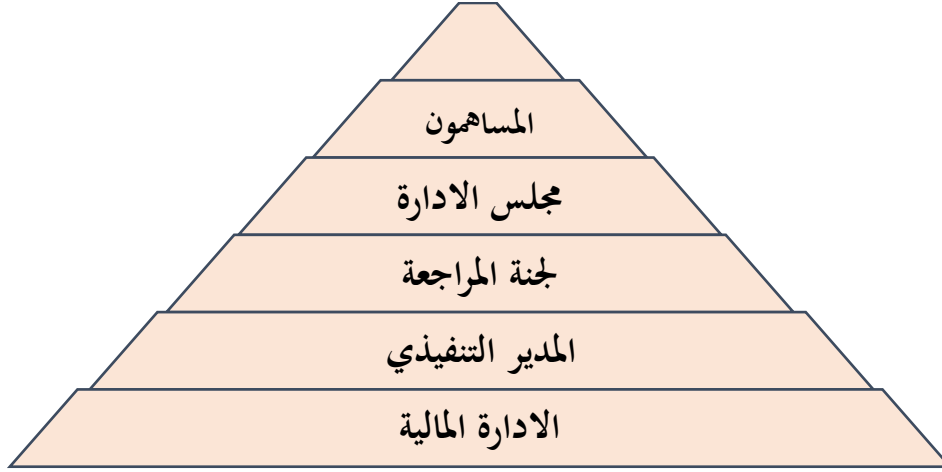 المساهمون
مجلس الادارة
لجنة المراجعة
المدير التنفيذي
الادارة المالية